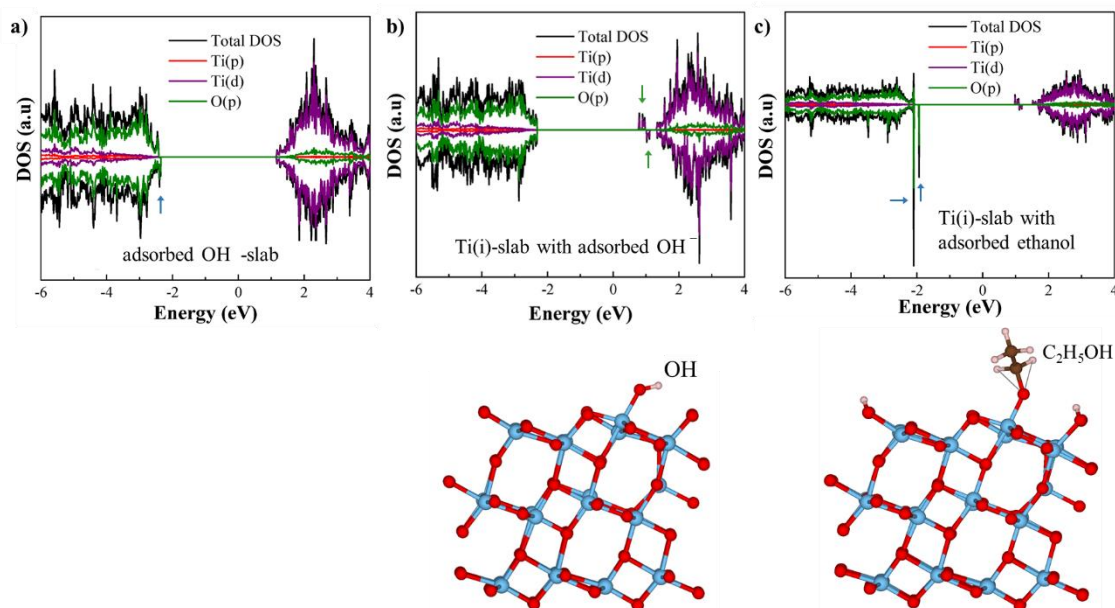 a)
Total DOS
Ti(p)
Ti(d)
O(p)
DOS (a.u)
adsorbed OH -slab
-6 -4 -2 0 2 4
Energy (eV)
b)
Total DOS
Ti(p)
Ti(d)
O(p)
DOS (a.u)
Ti(i)-slab with adsorbed OH⁻
-6 -4 -2 0 2 4
Energy (eV)
c)
Total DOS
Ti(p)
Ti(d)
O(p)
DOS (a.u)
Ti(i)-slab with
adsorbed ethanol
-6 -4 -2 0 2 4
Energy (eV)
OH
C₂H₅OH